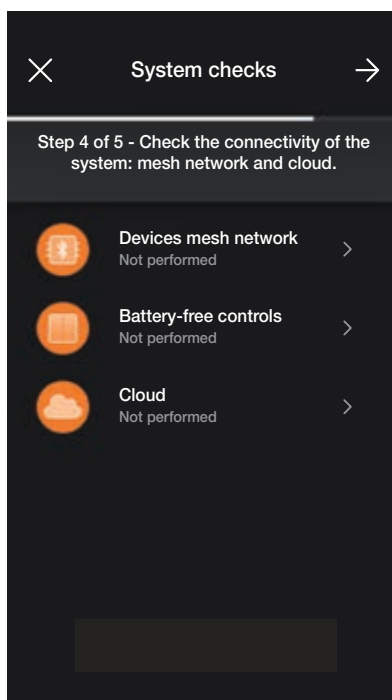 System checks
Step 4 of 5 - Check the connectivity of the
system: mesh network and cloud.
Devices mesh network
Not performed
Battery-free controls
Not performed
Cloud
Not performed